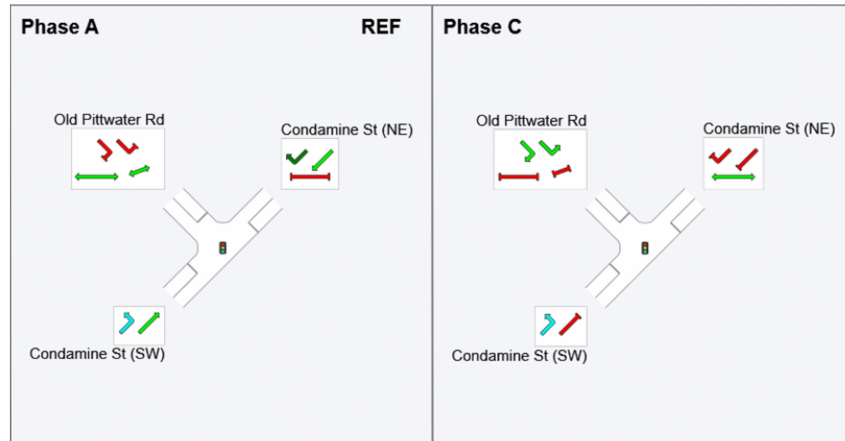 Phase A
REF
Old Pittwater Rd
Condamine St (NE)
Condamine St (SW)
Phase C
Old Pittwater Rd
Condamine St (NE)
Condamine St (SW)